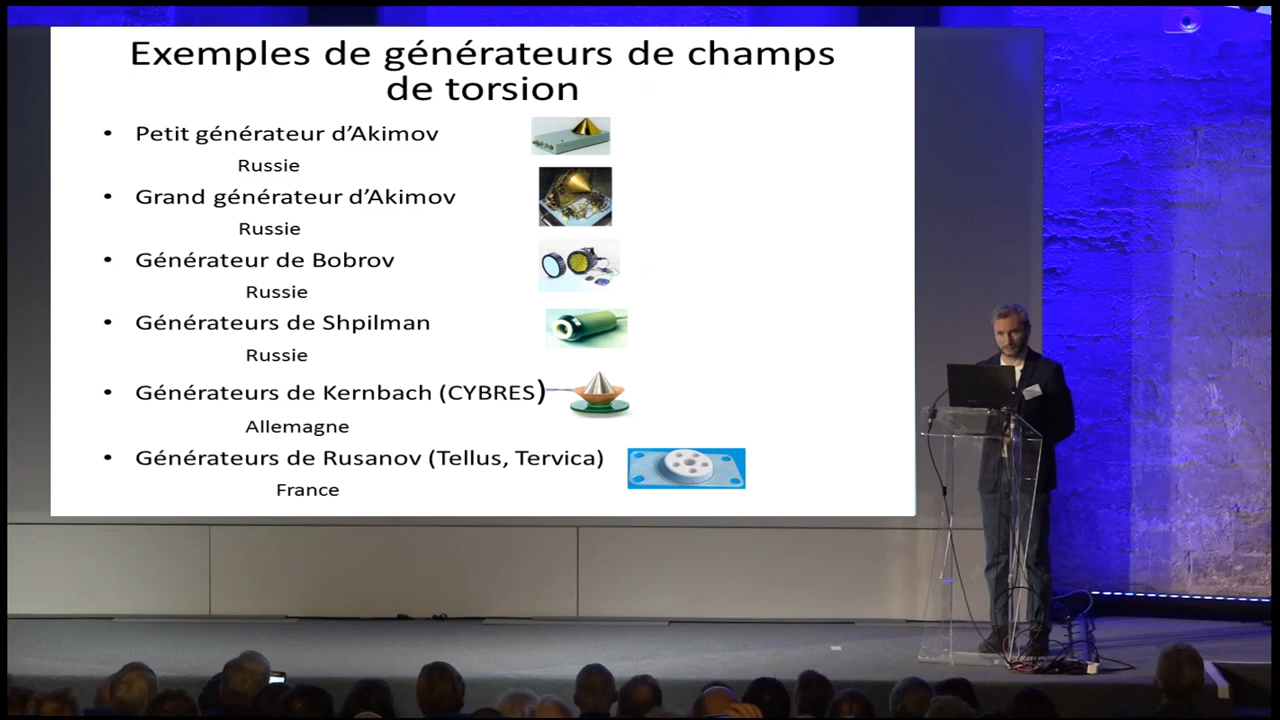 Exemples de générateurs de champs
de torsion
• Petit générateur d’Akimov
Russie
• Grand générateur d’Akimov
Russie
• Générateur de Bobrov
Russie
• Générateurs de Shpilman
Russie
• Générateurs de Kernbach (CYBRES)
Allemagne
• Générateurs de Rusanov (Tellus, Tervica)
France